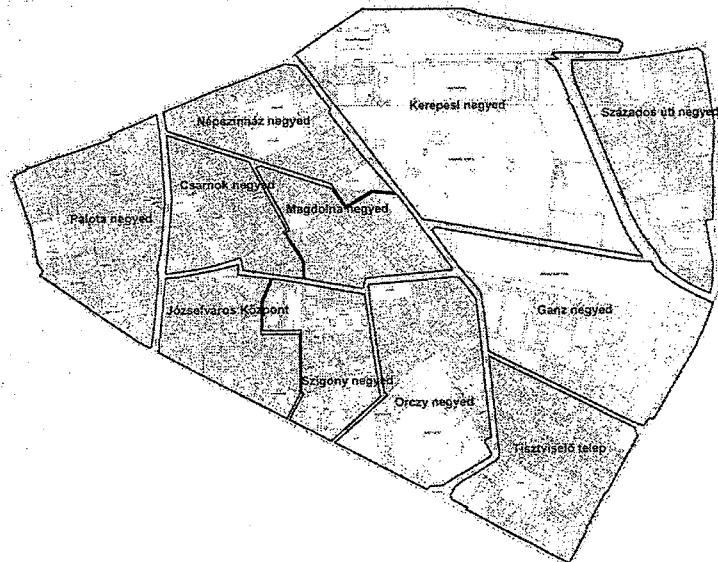 Kerepesi negyed
Százados úti negyed
Népszínház negyed
Csarnok negyed
Magdolna negyed
Palota negyed
Józsefváros Központ
Ganz negyed
Szigony negyed
Orczy negyed
Tisztviselő telep